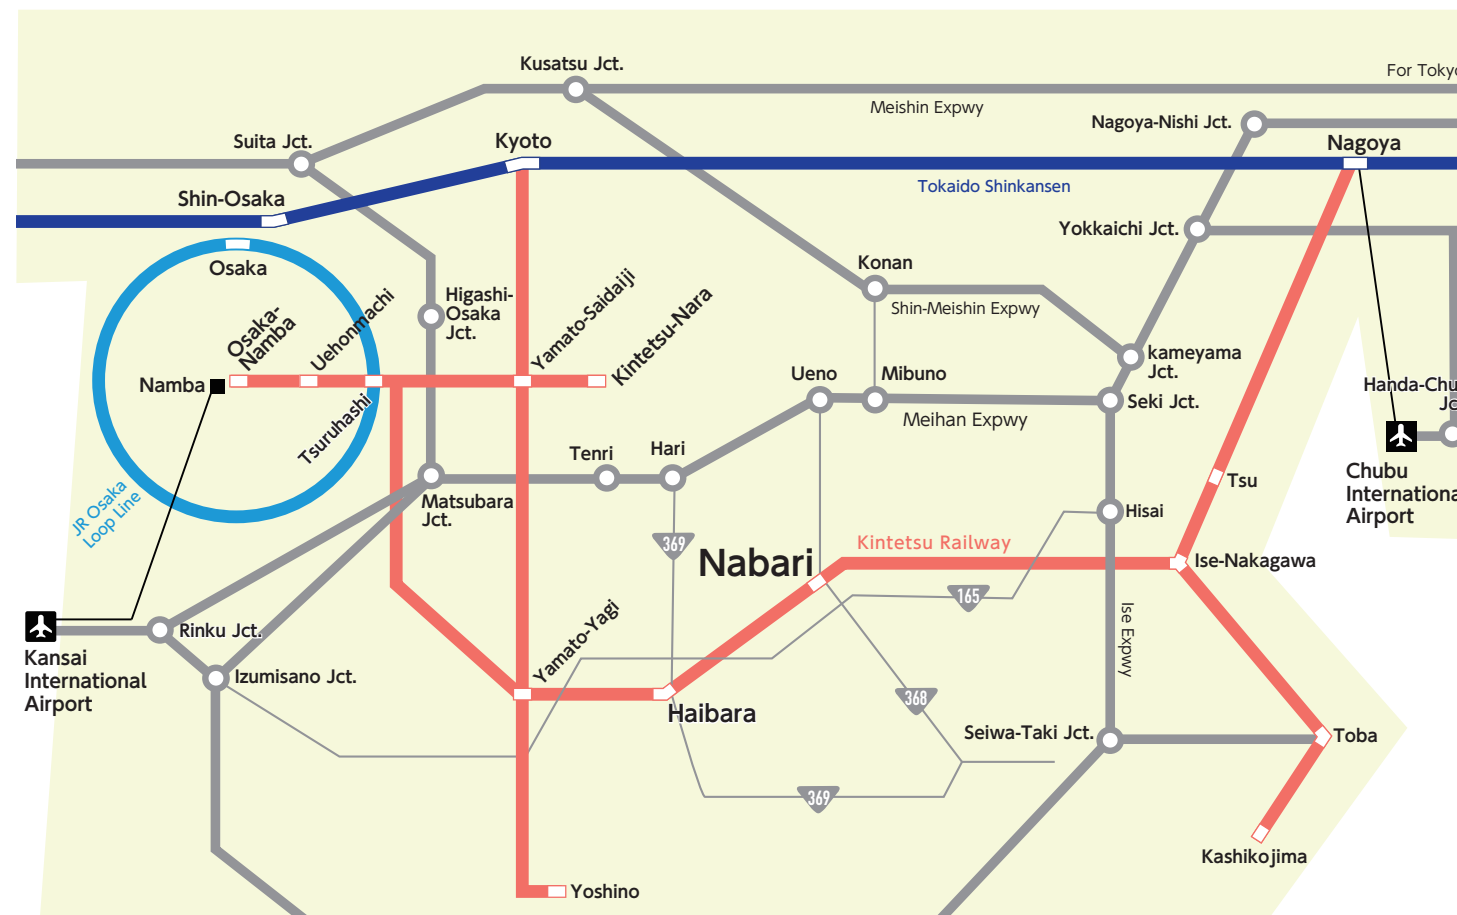 Kusatsu Jct.
For Tokyo
Meishin Expwy
Nagoya-Nishi Jct.
Suita Jct.
Kyoto
Nagoya
Tokaido Shinkansen
Shin-Osaka
Yokkaichi Jct.
Osaka
Konan
Higashi-
Osaka
Jct.
Yamato-Saidaiji
Kintetsu-Nara
Shin-Meishin Expwy
Osaka-
Namba
Uehonmachi
kameyama
Jct.
Namba
Ueno
Mibuno
Handa-Chu
Jc
Seki Jct.
Meihan Expwy
Tsuruhashi
Tenri
Hari
Tsu
Chubu
Internationa
Airport
JR Osaka
Loop Line
Matsubara
Jct.
Hisai
369
Nabari
Kintetsu Railway
Ise-Nakagawa
165
Rinku Jct.
Yamato-Yagi
Ise Expwy
Kansai
International
Airport
Izumisano Jct.
368
Haibara
Seiwa-Taki Jct.
Toba
369
Kashikojima
Yoshino